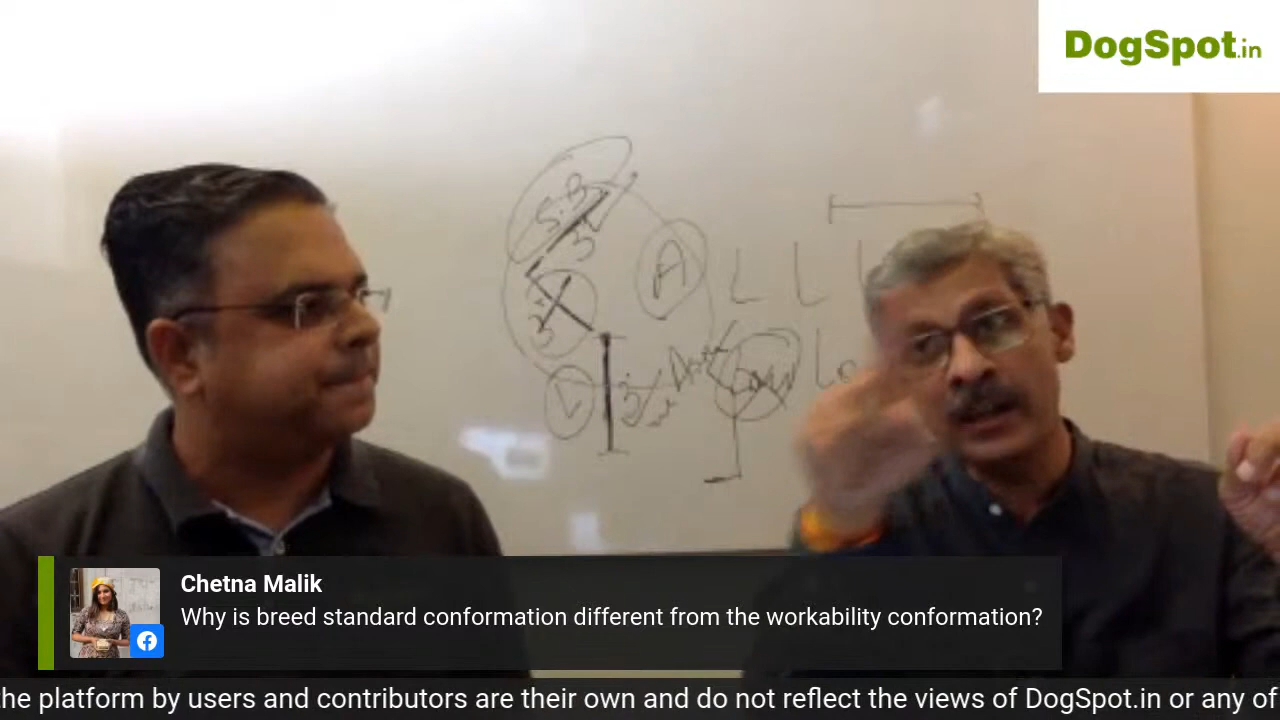 DogSpot.in
A
Chetna Malik
Why is breed standard conformation different from the workability conformation?
the platform by users and contributors are their own and do not reflect the views of DogSpot.in or any of